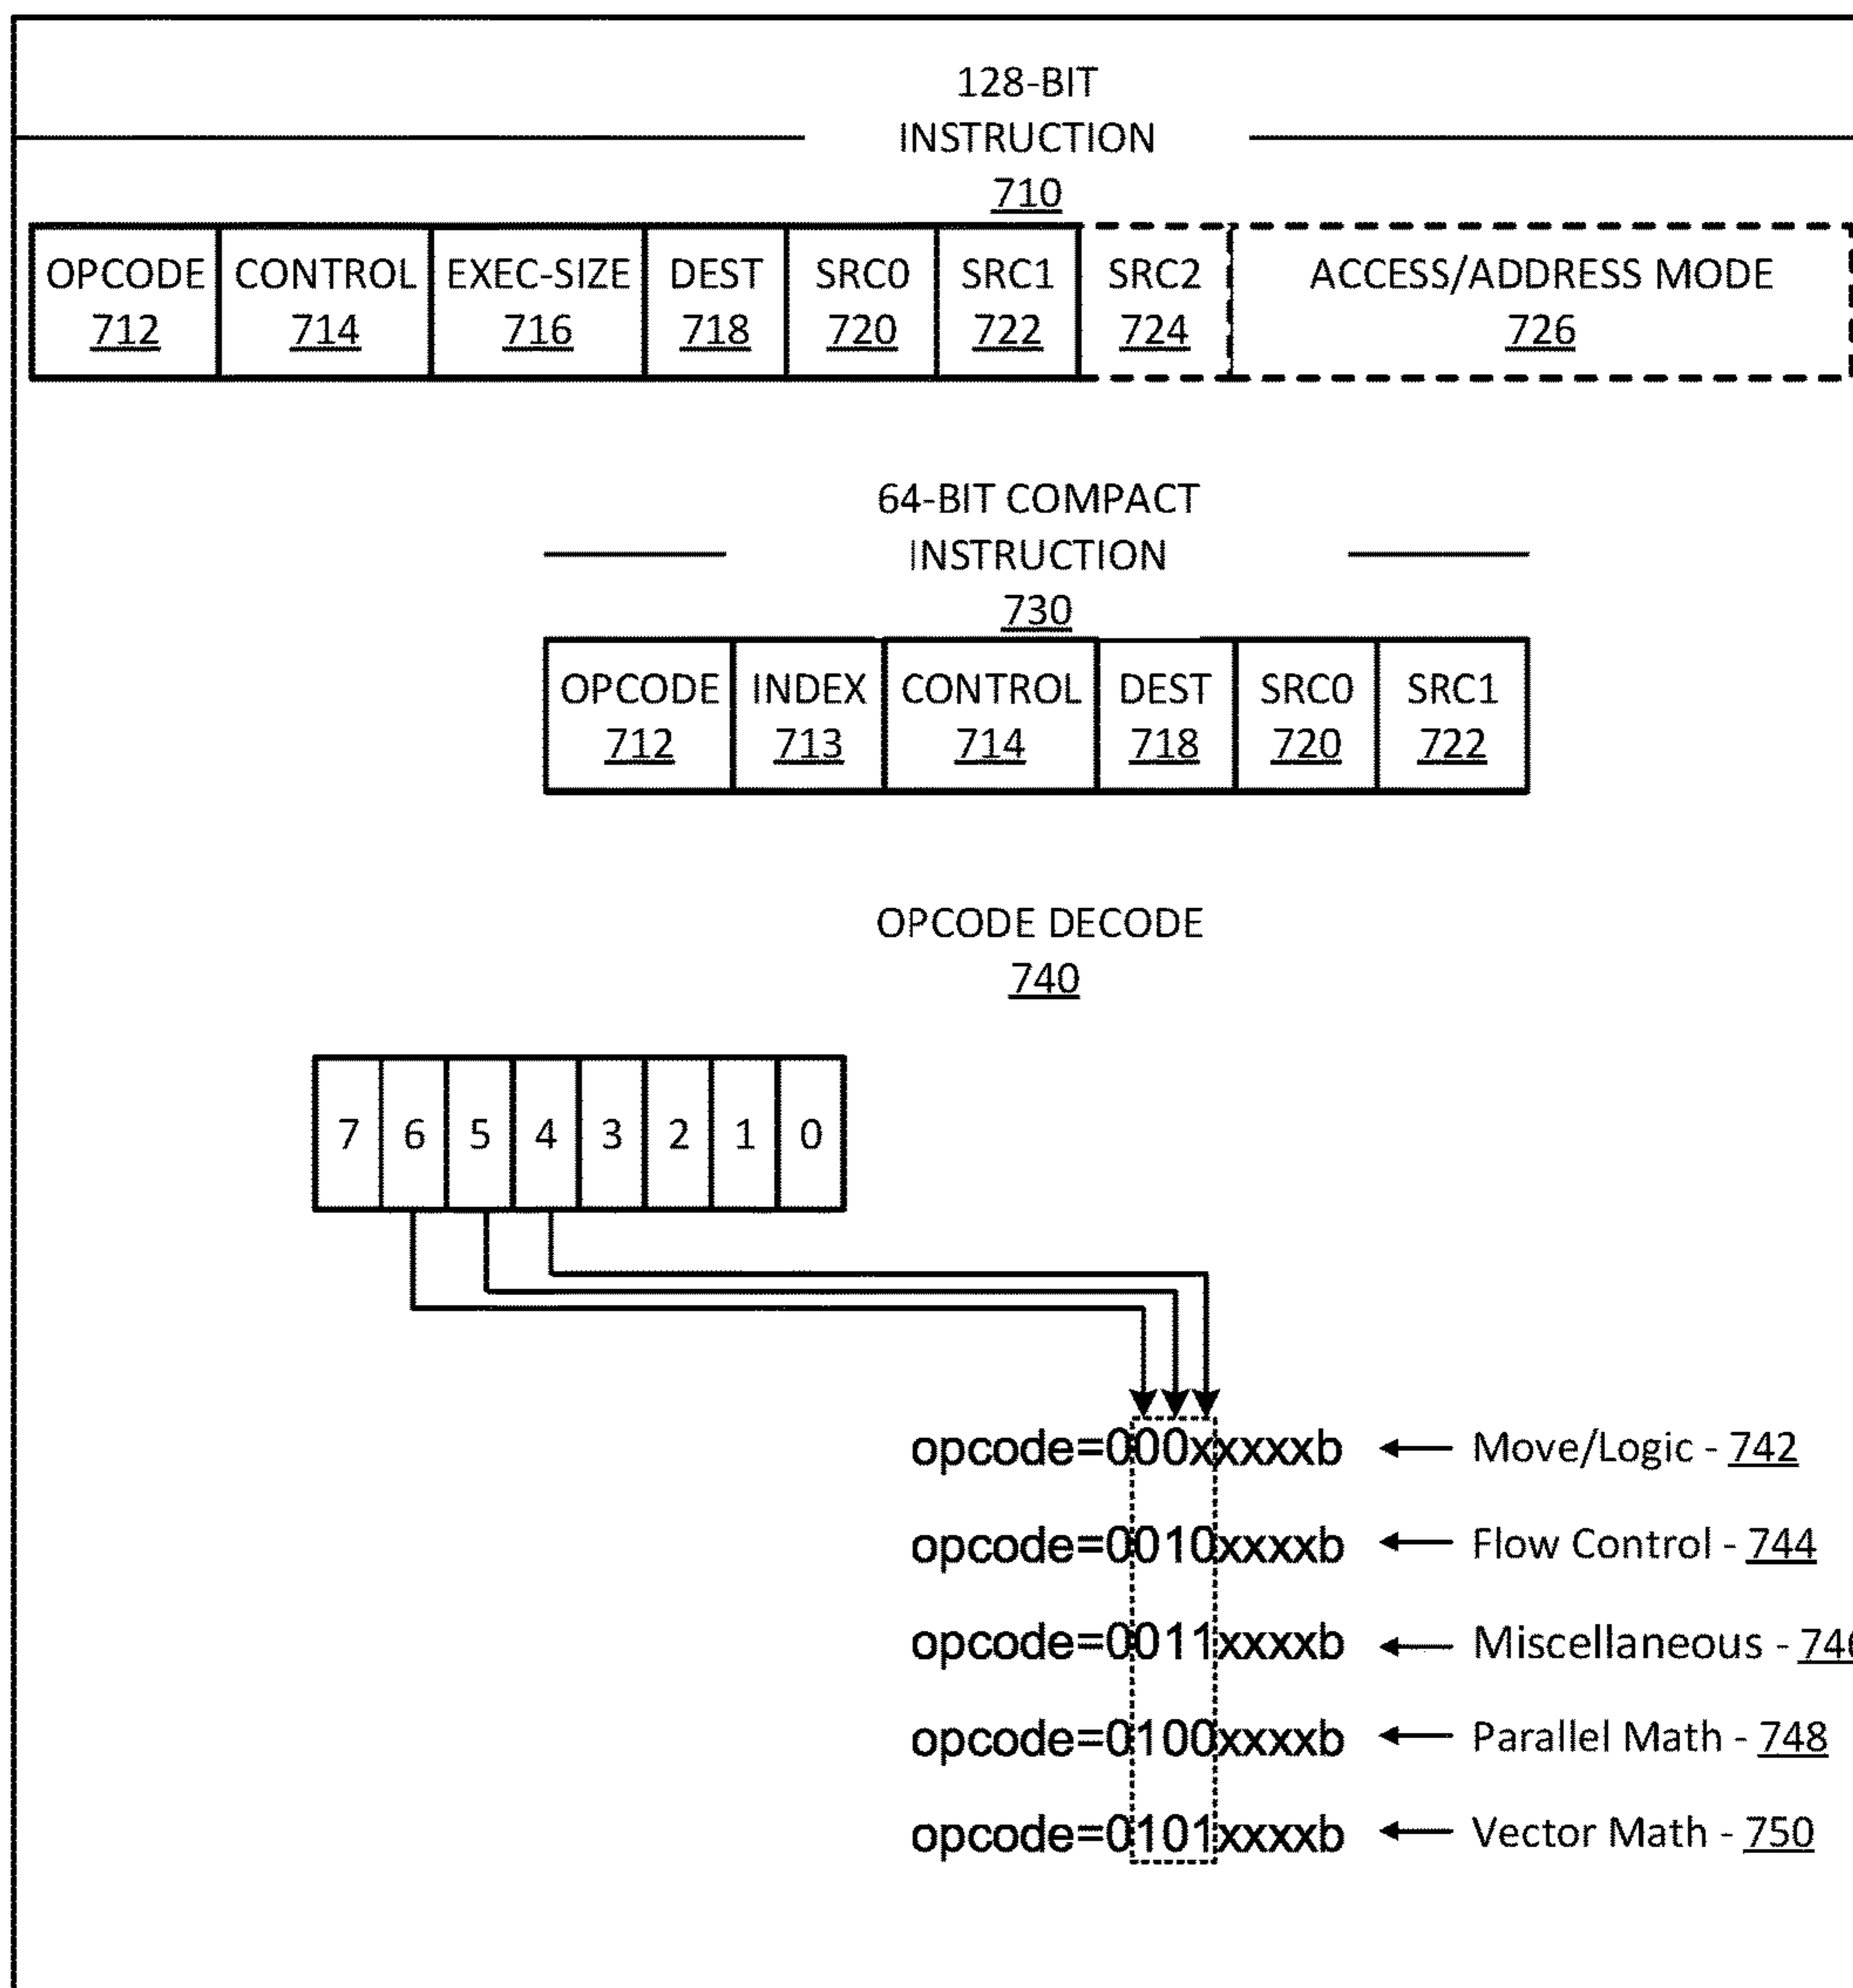 128-BIT
INSTRUCTION
710
OPCODE CONTROL EXEC-SIZE DEST SRC0 SRC1 SRC2 ACCESS/ADDRESS MODE
712 714 716 718 720 722 724 726
64-BIT COMPACT
INSTRUCTION
730
OPCODE INDEX CONTROL DEST SRC0 SRC1
712 713 714 718 720 722
OPCODE DECODE
740
7 6 5 4 3 2 1 0
opcode=000xxxxxb Move/Logic - 742
opcode=0010xxxxb Flow Control - 744
opcode=0011xxxxb Miscellaneous - 746
opcode=0100xxxxb Parallel Math - 748
opcode=0101xxxxb Vector Math - 750